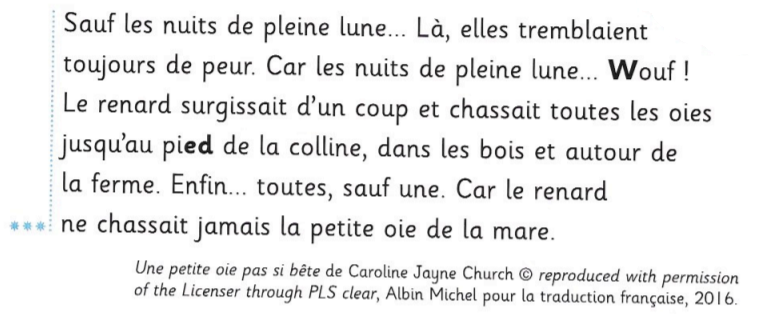 Sauf les nuits de pleine lune... Là, elles tremblaient
toujours de peur. Car les nuits de pleine lune... Wouf !
Le renard surgissait d'un coup et chassait toutes les oies
jusqu'au pied de la colline, dans les bois et autour de
la ferme. Enfin... toutes, sauf une. Car le renard
*** ne chassait jamais la petite oie de la mare.
Une petite oie pas si bête de Caroline Jayne Church © reproduced with permission
of the Licenser through PLS clear, Albin Michel pour la traduction française, 2016.